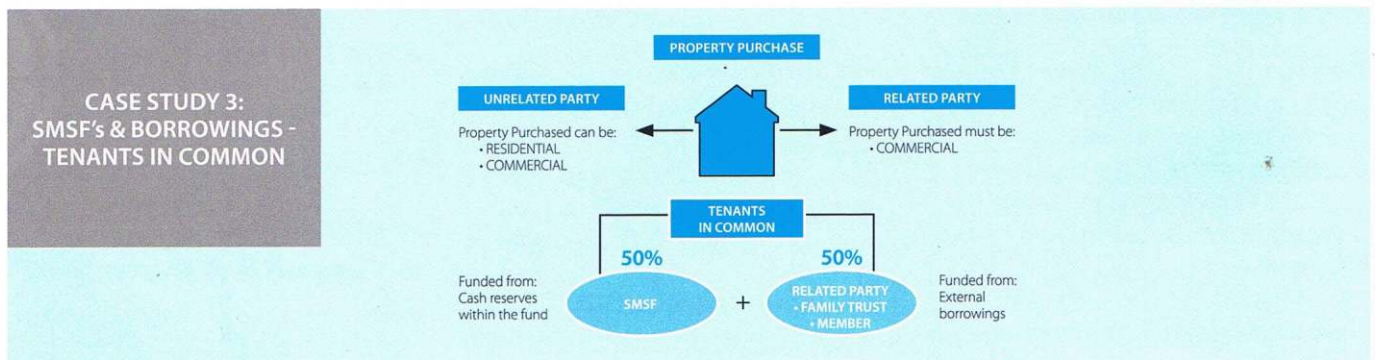 CASE STUDY 3:
SMSF's & BORROWINGS -
TENANTS IN COMMON
PROPERTY PURCHASE
UNRELATED PARTY
Property Purchased can be:
• RESIDENTIAL
• COMMERCIAL
RELATED PARTY
Property Purchased must be:
• COMMERCIAL
TENANTS
IN COMMON
50%
50%
Funded from:
Cash reserves
within the fund
SMSF
+
RELATED PARTY
• FAMILY TRUST
• MEMBER
Funded from:
External
borrowings